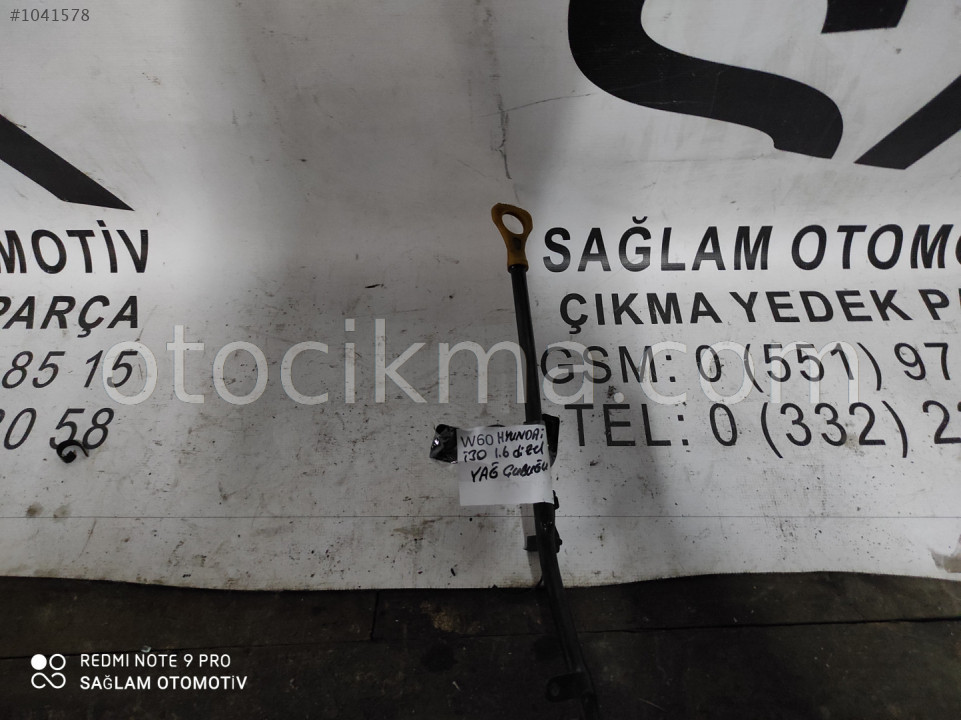 #1041578
MOTİV
SAĞLAM OTOMO
PARÇA
ÇIKMA YEDEK P
85 15
GSM: 0 (551) 97
otocikma.com
0 58
TEL: 0 (332) 2
W60 HYUNDAİ
i30 1.6 dizel
YAĞ Çubuğu
REDMI NOTE 9 PRO
SAĞLAM OTOMOTİV